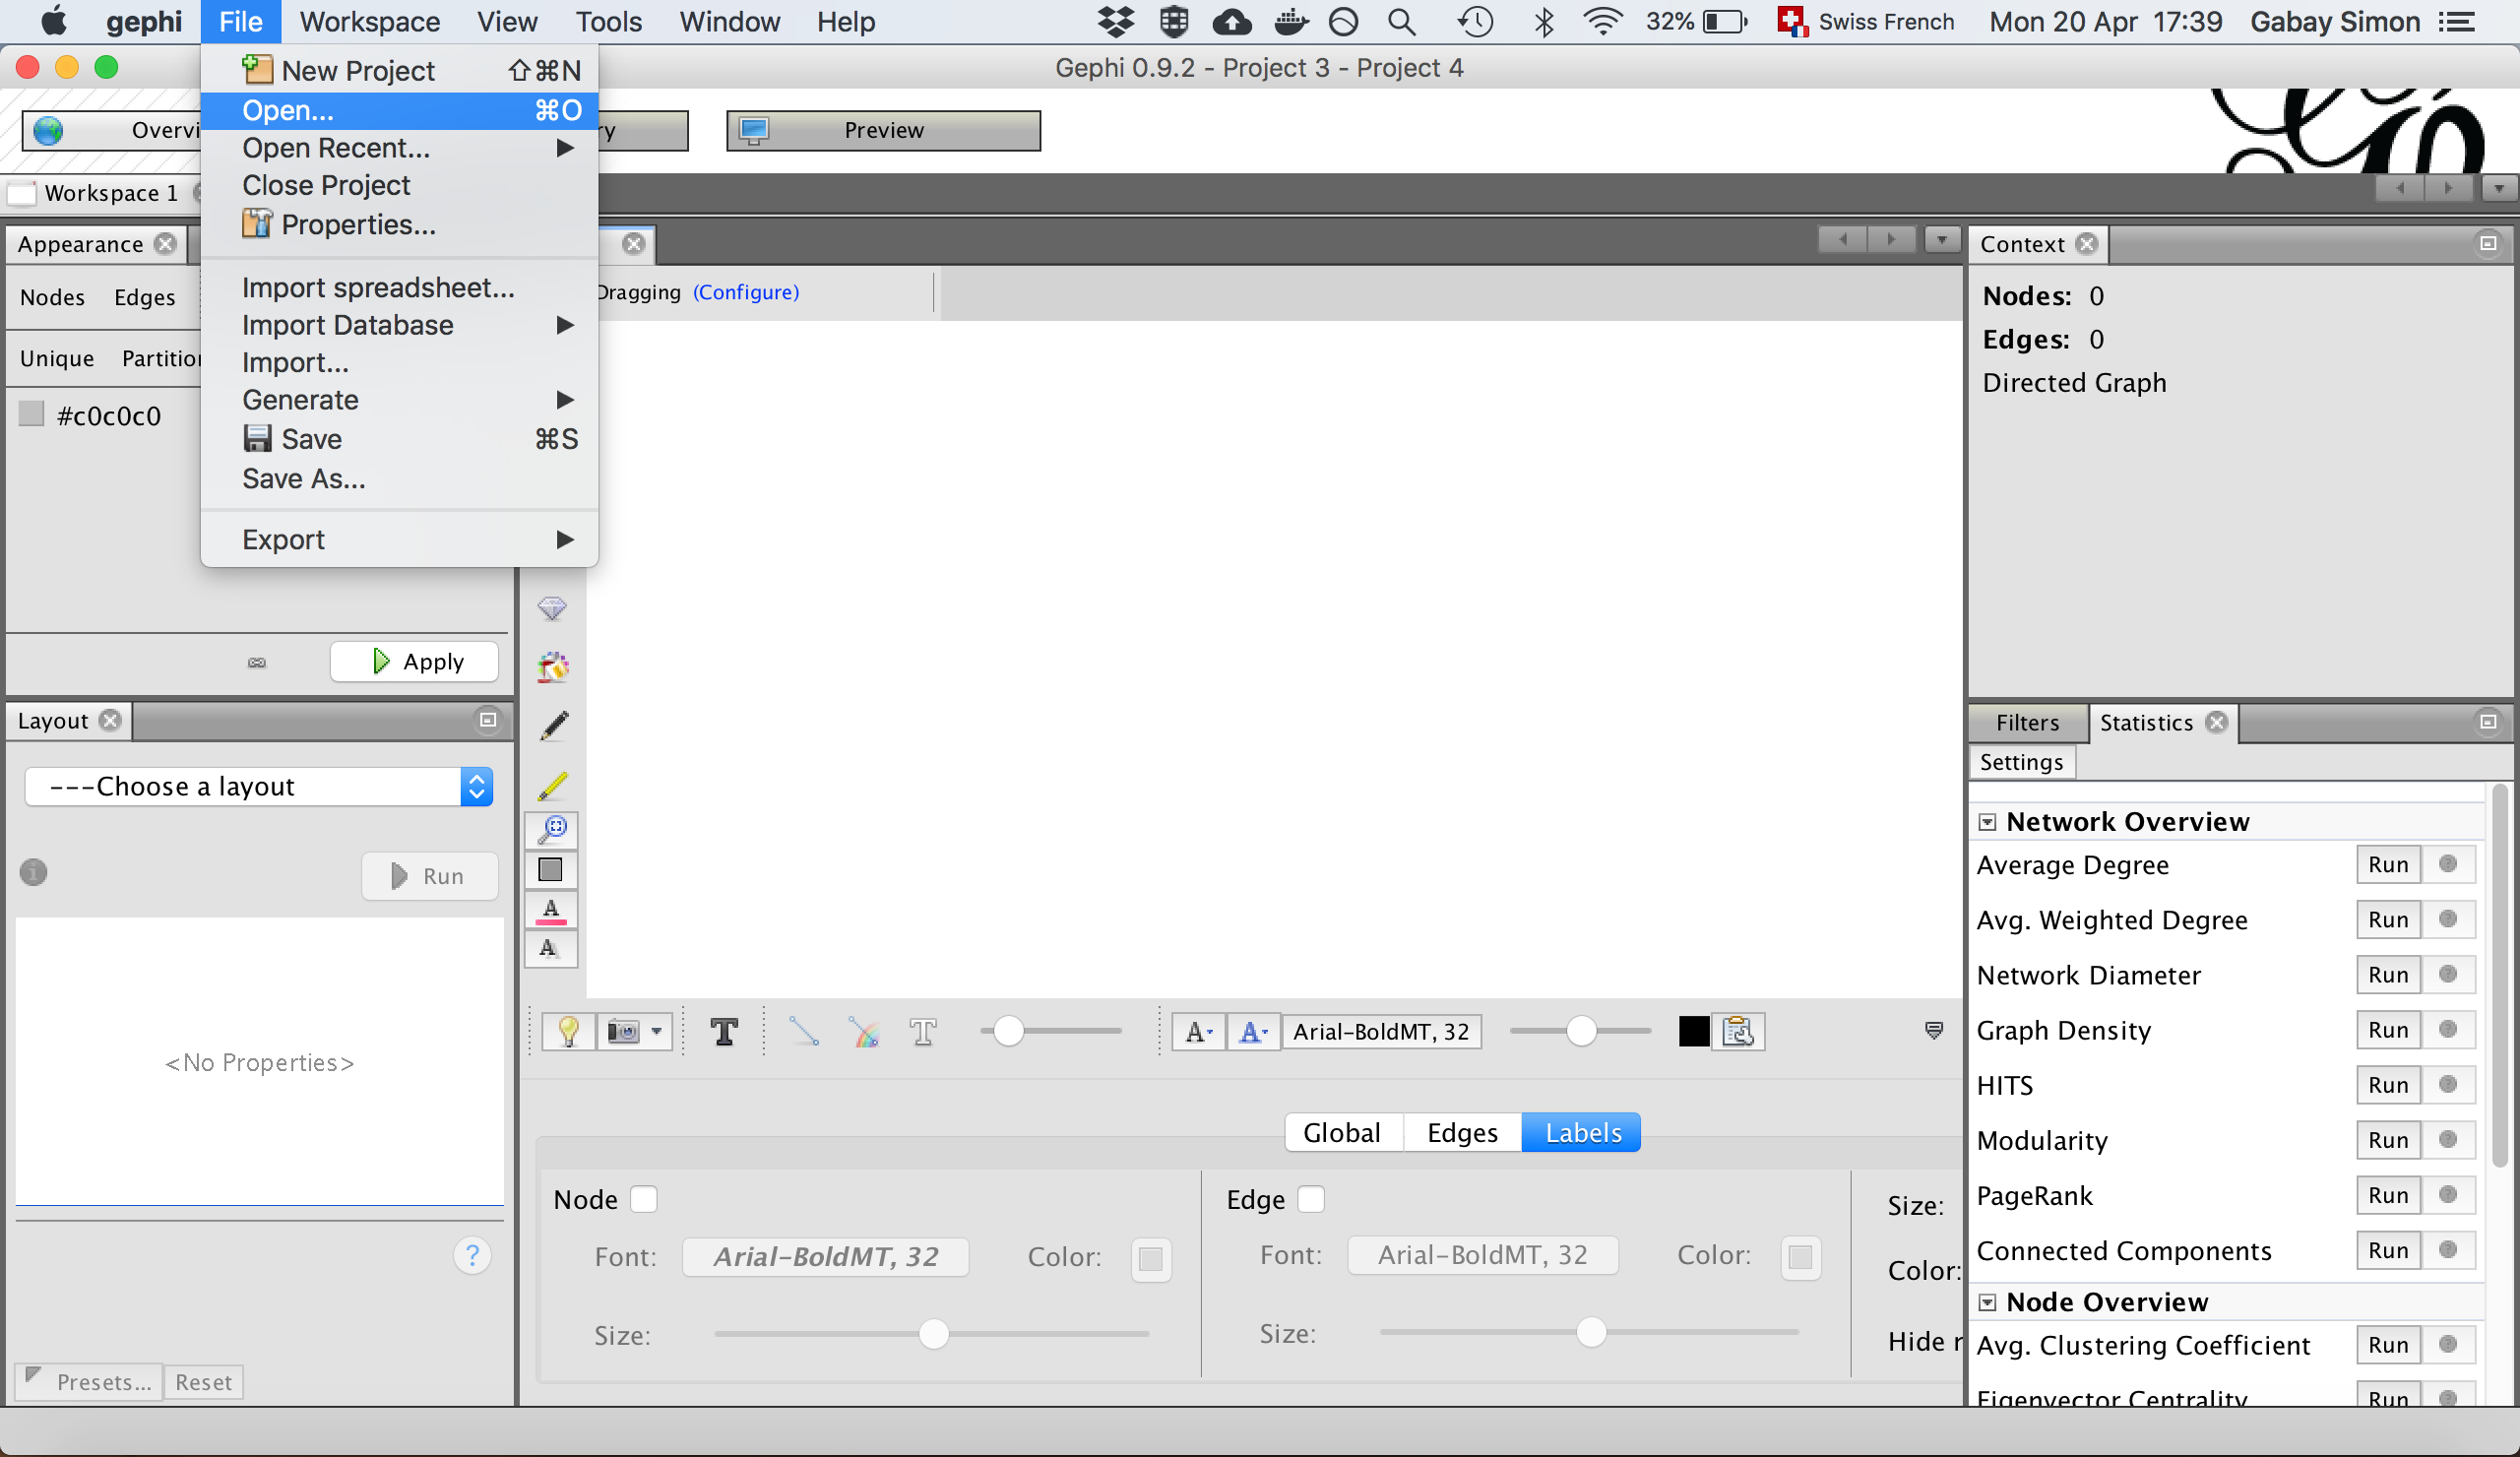 gephi File Workspace View Tools Window Help 32% Swiss French Mon 20 Apr 17:39 Gabay Simon
Gephi 0.9.2 - Project 3 - Project 4
New Project ⇧⌘N
Open... ⌘O
Open Recent...
Close Project
Properties...
Import spreadsheet...
Import Database
Import...
Generate
Save ⌘S
Save As...
Export
Overvi
ry
Preview
Workspace 1
Appearance
Nodes Edges
Unique Partition
#c0c0c0
Apply
Dragging (Configure)
Context
Nodes: 0
Edges: 0
Directed Graph
Layout
---Choose a layout
Run
<No Properties>
?
Presets... Reset
Arial-BoldMT, 32
Global Edges Labels
Node
Font: Arial-BoldMT, 32 Color:
Size:
Edge
Font: Arial-BoldMT, 32 Color:
Size:
Size:
Color:
Hide r
Filters Statistics
Settings
Network Overview
Average Degree Run
Avg. Weighted Degree Run
Network Diameter Run
Graph Density Run
HITS Run
Modularity Run
PageRank Run
Connected Components Run
Node Overview
Avg. Clustering Coefficient Run
Eigenvector Centrality Run